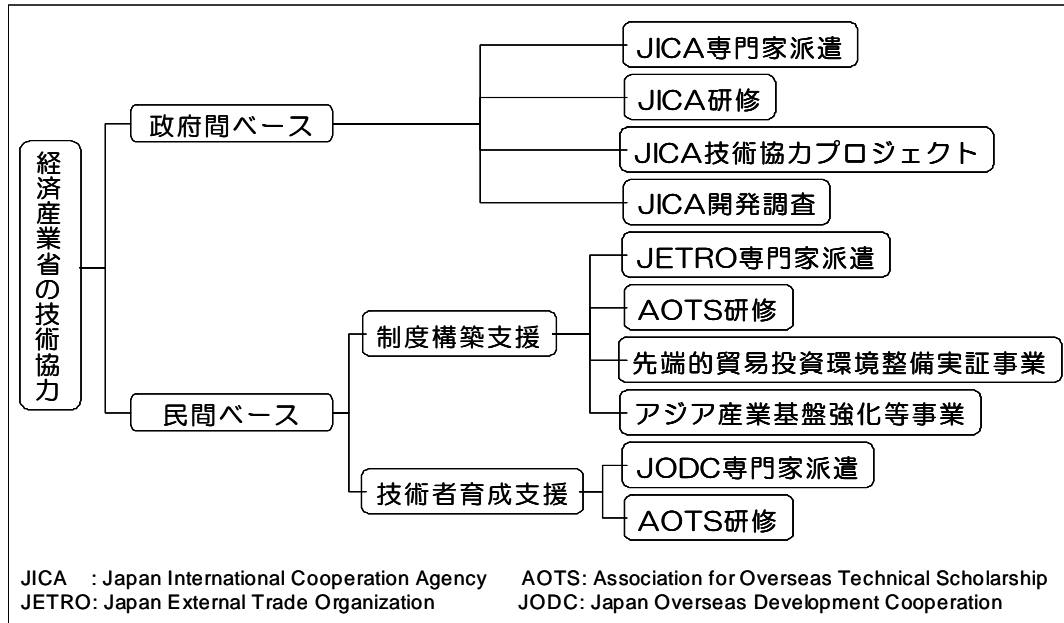 経済産業省の技術協力
政府間ベース
JICA専門家派遣
JICA研修
JICA技術協力プロジェクト
JICA開発調査
民間ベース
制度構築支援
JETRO専門家派遣
AOTS研修
先端的貿易投資環境整備実証事業
アジア産業基盤強化等事業
技術者育成支援
JODC専門家派遣
AOTS研修
JICA : Japan International Cooperation Agency AOTS: Association for Overseas Technical Scholarship
JETRO: Japan External Trade Organization JODC: Japan Overseas Development Cooperation